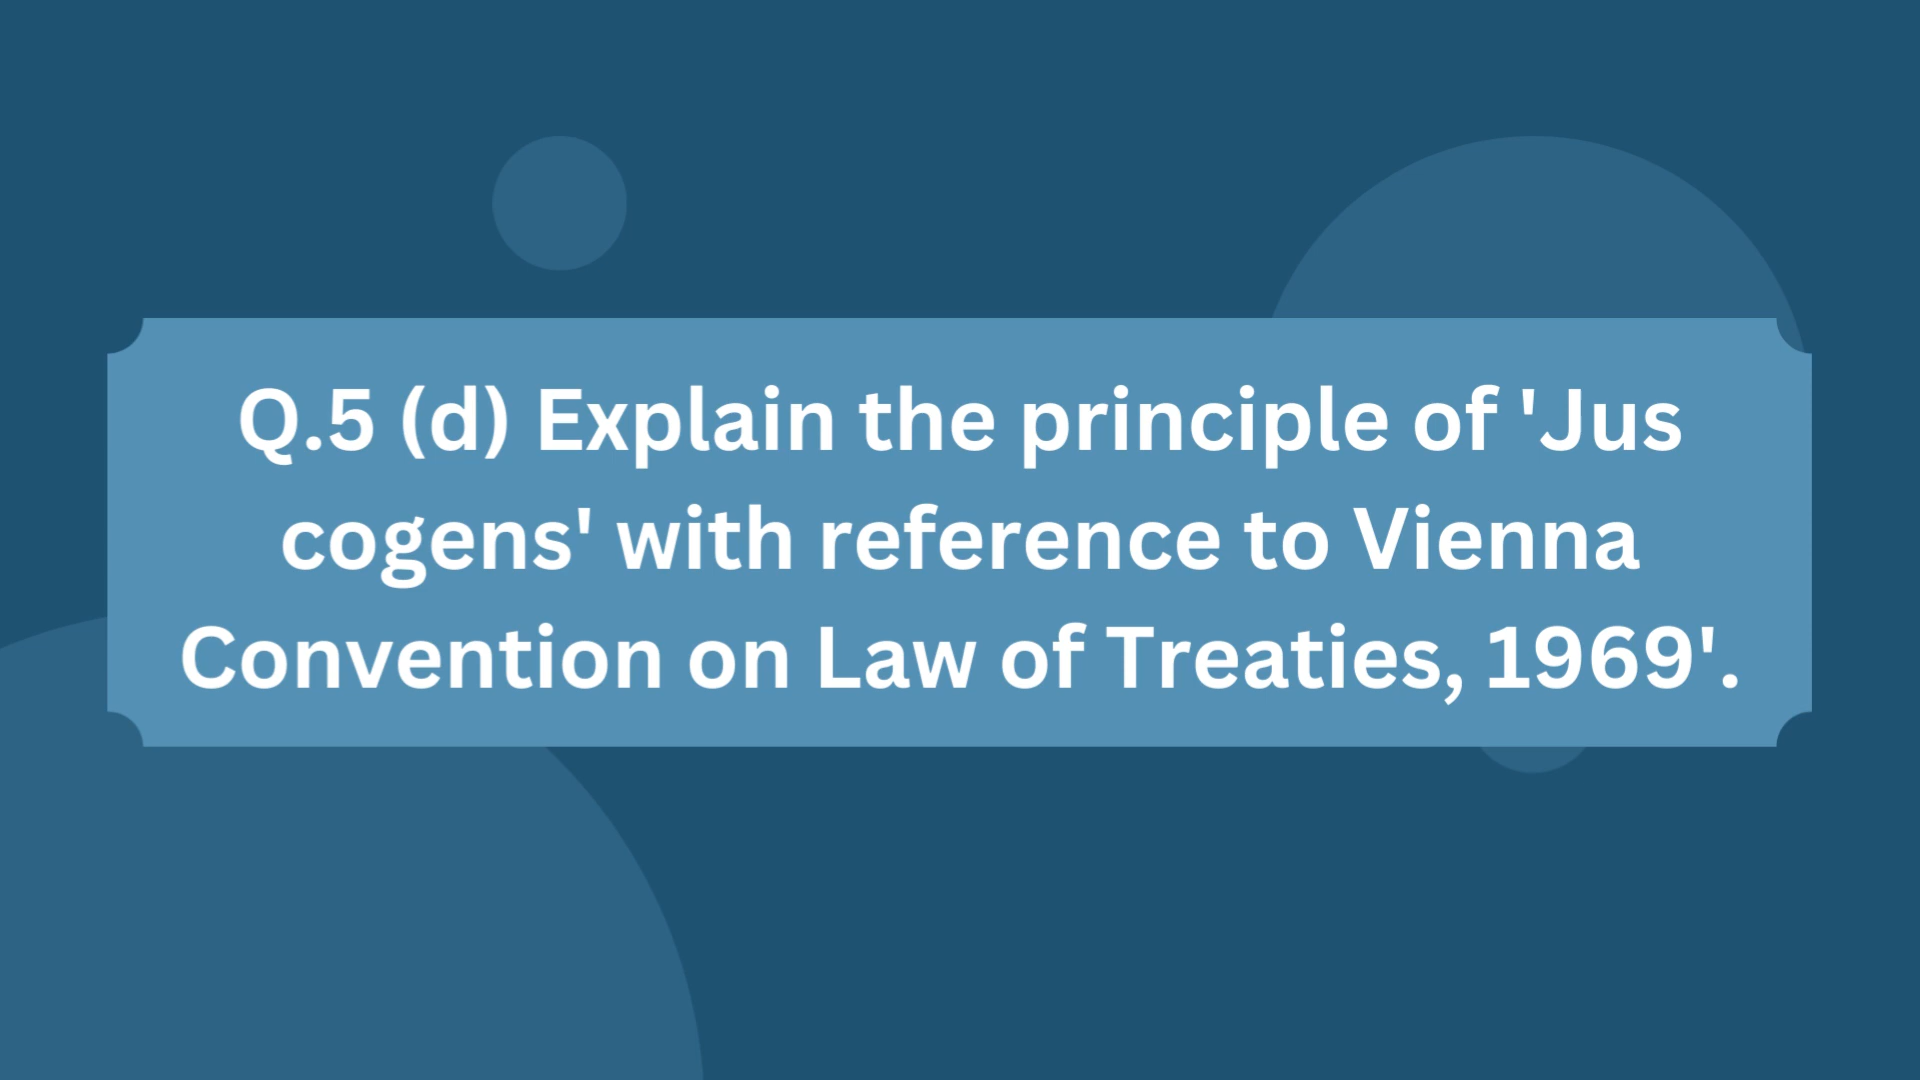 Q.5 (d) Explain the principle of 'Jus
cogens' with reference to Vienna
Convention on Law of Treaties, 1969'.